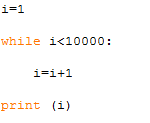 i=1
while i<10000:
    i=i+1
print (i)